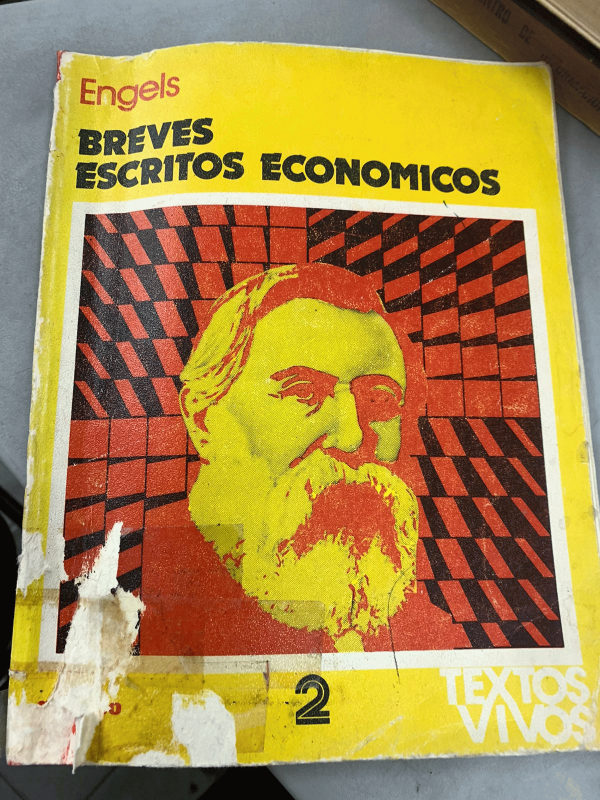 Engels
BREVES
ESCRITOS ECONOMICOS
2
TEXTOS
VIVOS